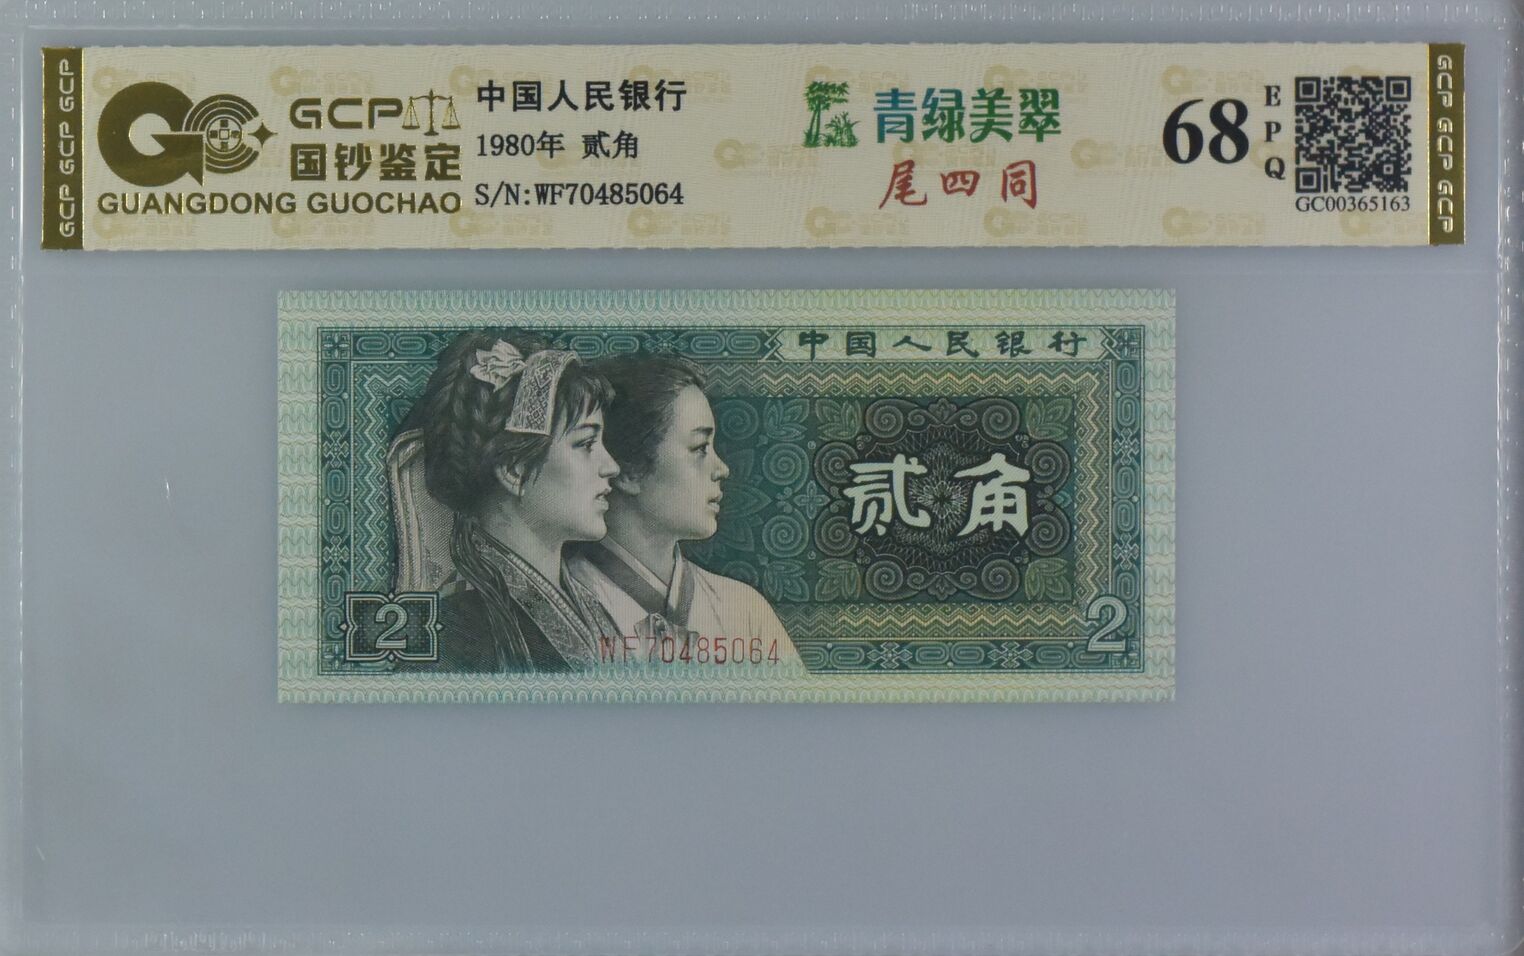 GCP GCP GCP
GCP
国钞鉴定
GUANGDONG GUOCHAO
中国人民银行
1980年 贰角
S/N:WF70485064
青绿美翠
尾四同
68
EPQ
GC00365163
GCP GCP GCP
中国人民银行
贰角
2
WF70485064
2